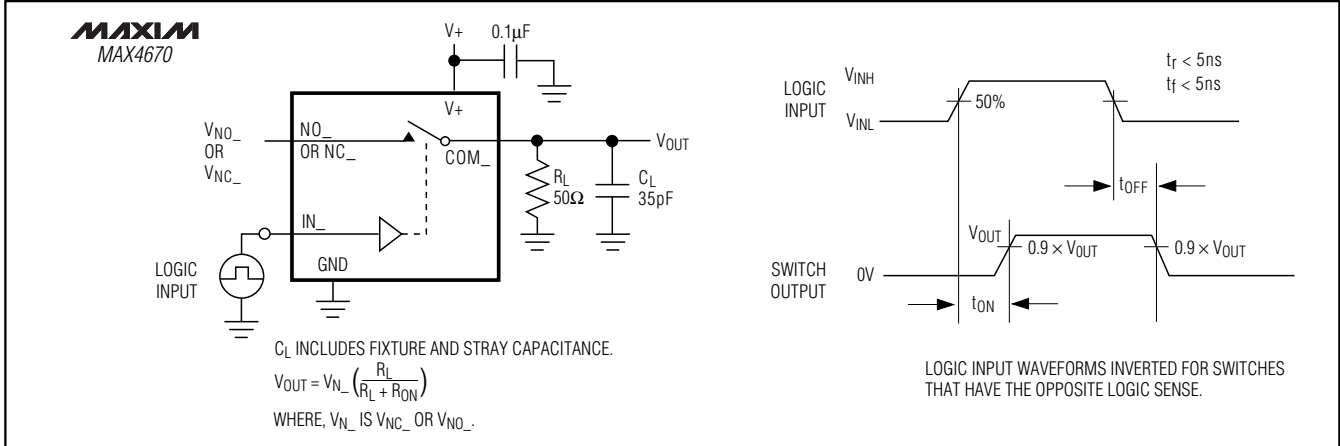 MAXIM
MAX4670
V+
0.1μF
V+
V_NO_
OR
V_NC_
NO_
OR NC_
COM_
V_OUT
R_L
50Ω
C_L
35pF
IN_
GND
LOGIC
INPUT
C_L INCLUDES FIXTURE AND STRAY CAPACITANCE.
V_OUT = V_N_ (R_L / (R_L + R_ON))
WHERE, V_N_ IS V_NC_ OR V_NO_.
t_r < 5ns
t_f < 5ns
LOGIC
INPUT
V_INH
50%
V_INL
t_OFF
V_OUT
0.9 × V_OUT
0.9 × V_OUT
SWITCH
OUTPUT
0V
t_ON
LOGIC INPUT WAVEFORMS INVERTED FOR SWITCHES
THAT HAVE THE OPPOSITE LOGIC SENSE.